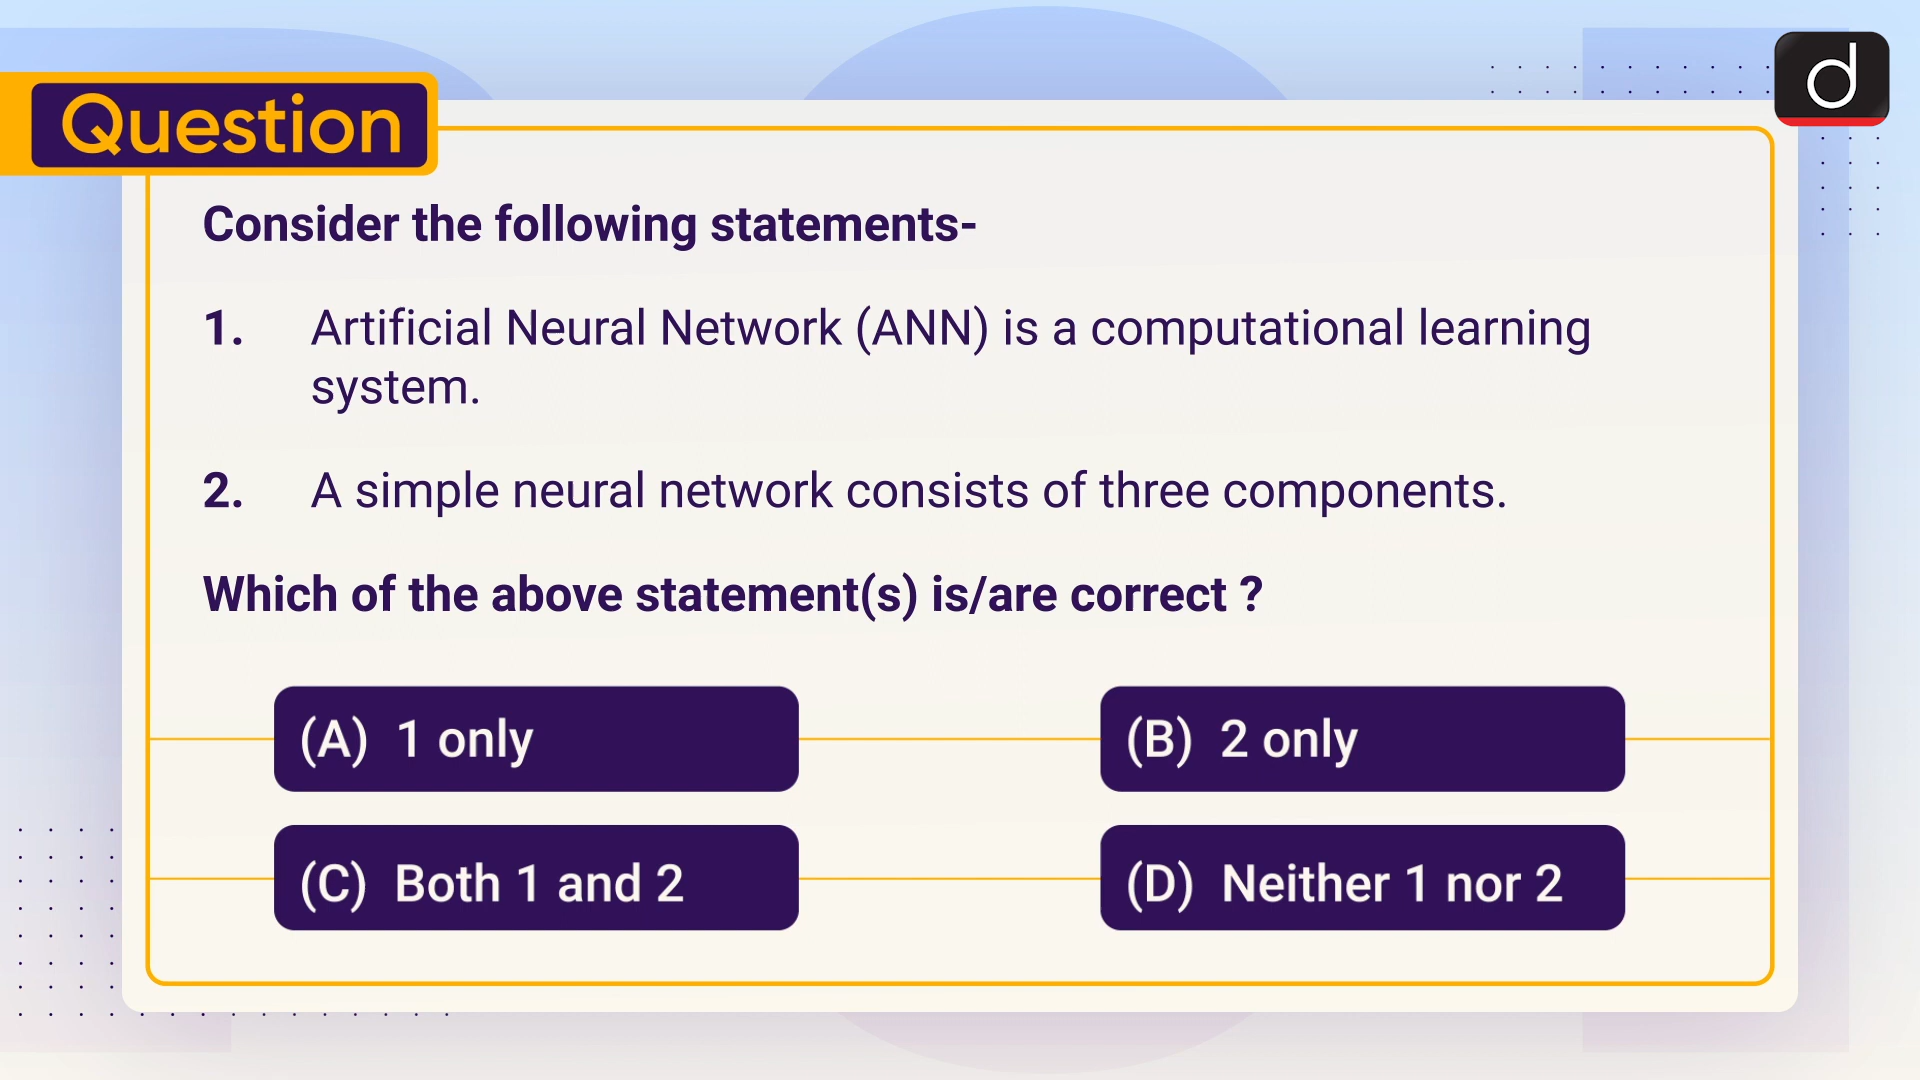 Question
d
Consider the following statements-
1. Artificial Neural Network (ANN) is a computational learning
system.
2. A simple neural network consists of three components.
Which of the above statement(s) is/are correct ?
(A) 1 only
(B) 2 only
(C) Both 1 and 2
(D) Neither 1 nor 2